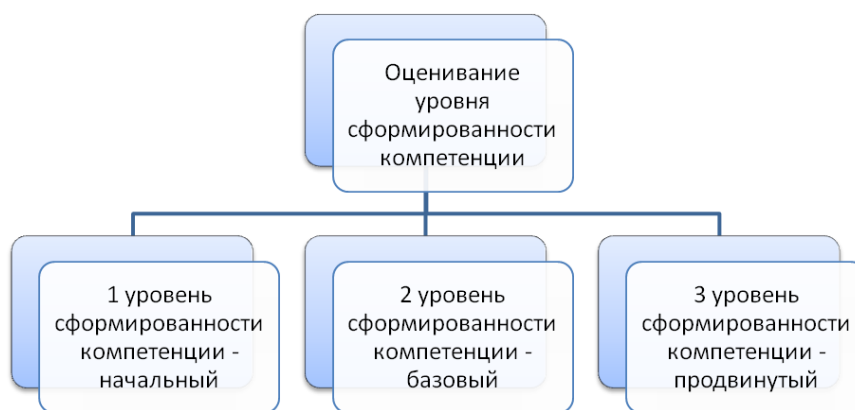 Оценивание
уровня
сформированности
компетенции
1 уровень
сформированности
компетенции -
начальный
2 уровень
сформированности
компетенции -
базовый
3 уровень
сформированности
компетенции -
продвинутый